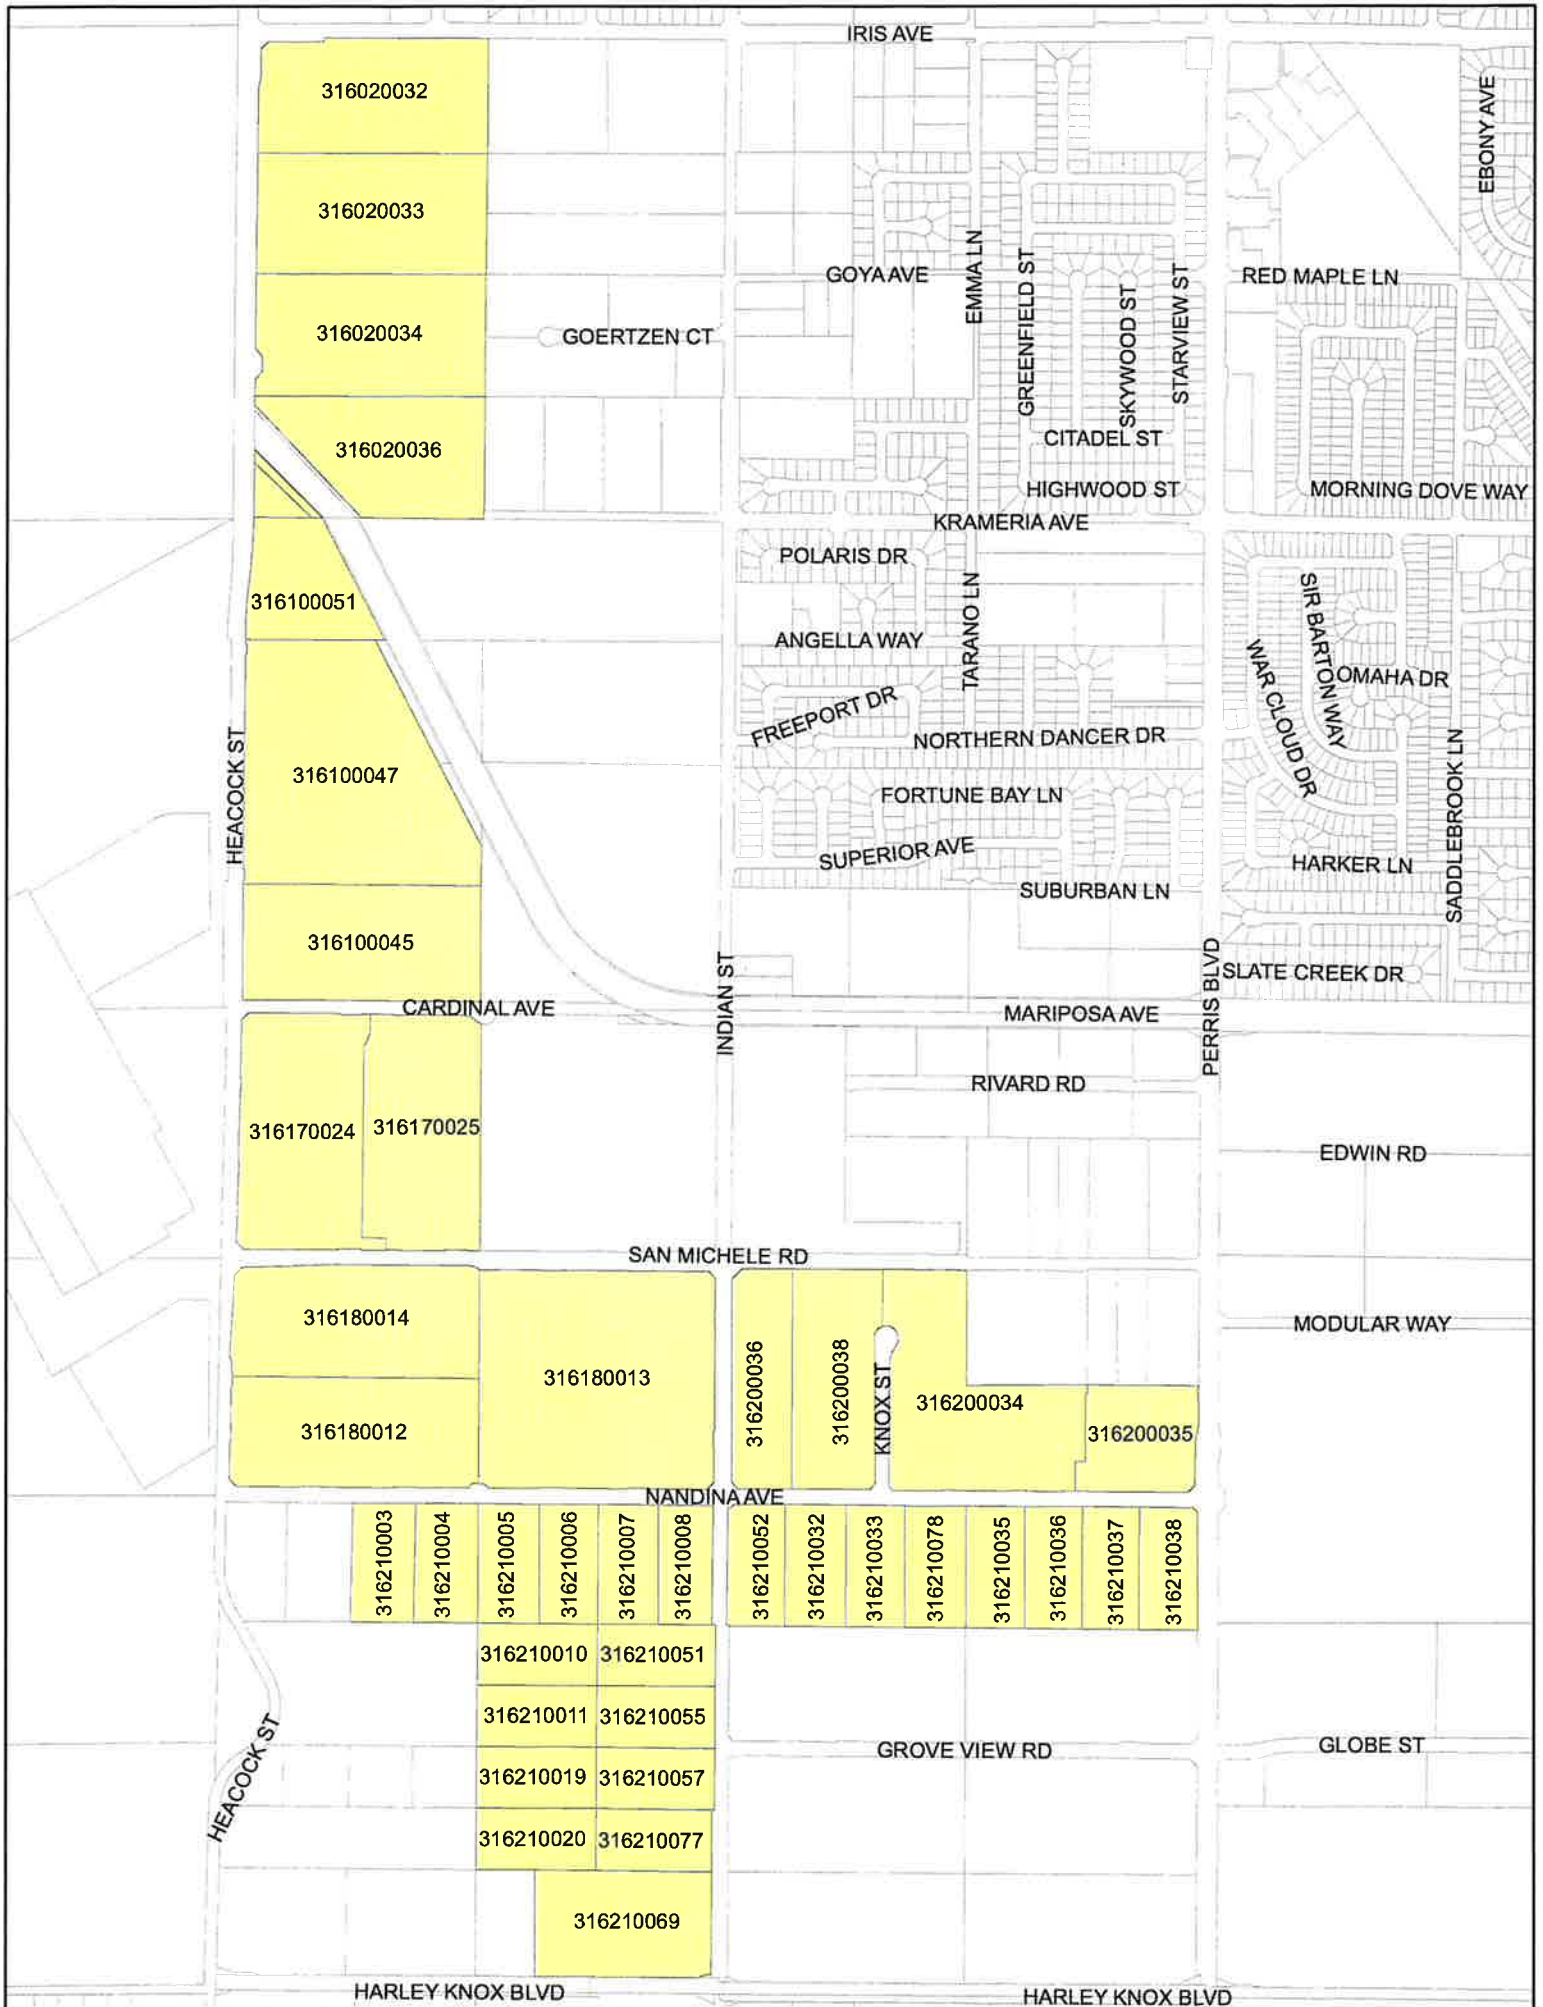 IRIS AVE
316020032
EBONY AVE
316020033
EMMA LN
GREENFIELD ST
SKYWOOD ST
STARVIEW ST
GOYA AVE
RED MAPLE LN
316020034
GOERTZEN CT
316020036
CITADEL ST
HIGHWOOD ST
MORNING DOVE WAY
KRAMERIA AVE
POLARIS DR
316100051
TARANO LN
SIR BARTON WAY
ANGELLA WAY
WAR CLOUD DR
OMAHA DR
FREEPORT DR
NORTHERN DANCER DR
HEACOCK ST
316100047
SADDLEBROOK LN
FORTUNE BAY LN
SUPERIOR AVE
HARKER LN
SUBURBAN LN
316100045
INDIAN ST
PERRIS BLVD
SLATE CREEK DR
CARDINAL AVE
MARIPOSA AVE
RIVARD RD
316170024
316170025
EDWIN RD
SAN MICHELE RD
316180014
MODULAR WAY
316180013
316200036
316200038
KNOX ST
316200034
316180012
316200035
NANDINA AVE
316210003
316210004
316210005
316210006
316210007
316210008
316210052
316210032
316210033
316210078
316210035
316210036
316210037
316210038
316210010
316210051
316210011
316210055
HEACOCK ST
GROVE VIEW RD
GLOBE ST
316210019
316210057
316210020
316210077
316210069
HARLEY KNOX BLVD
HARLEY KNOX BLVD